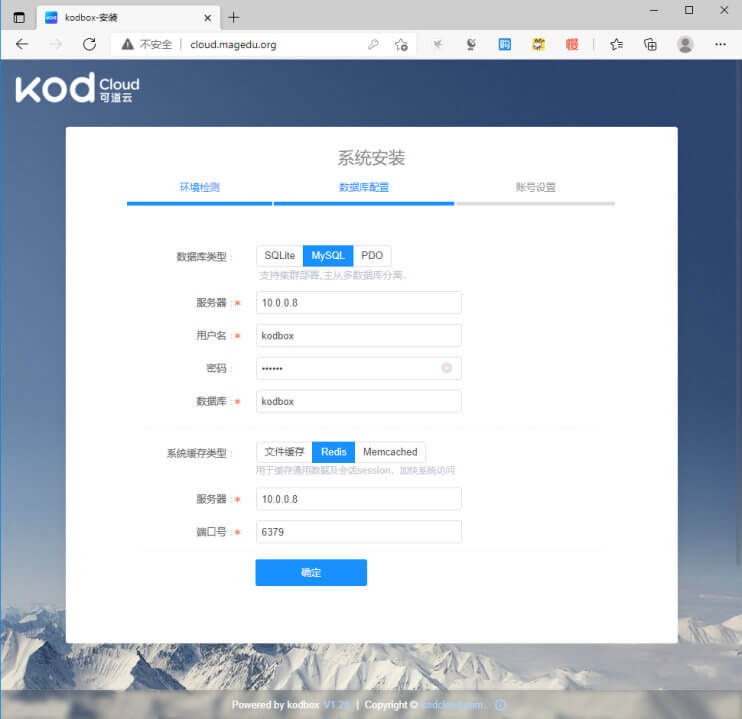 kodbox-安装
不安全 | cloud.magedu.org
kod Cloud
可道云
系统安装
环境检测 数据库配置 账号设置
数据库类型 : SQLite MySQL PDO
支持集群部署,主从多数据库分离.
服务器 : * 10.0.0.8
用户名 : * kodbox
密码 : ••••••
数据库 : * kodbox
系统缓存类型 : 文件缓存 Redis Memcached
用于缓存通用数据及会话session、加快系统访问
服务器 : * 10.0.0.8
端口号 : * 6379
确定
Powered by kodbox V1.26 | Copyright © kodcloud.com.